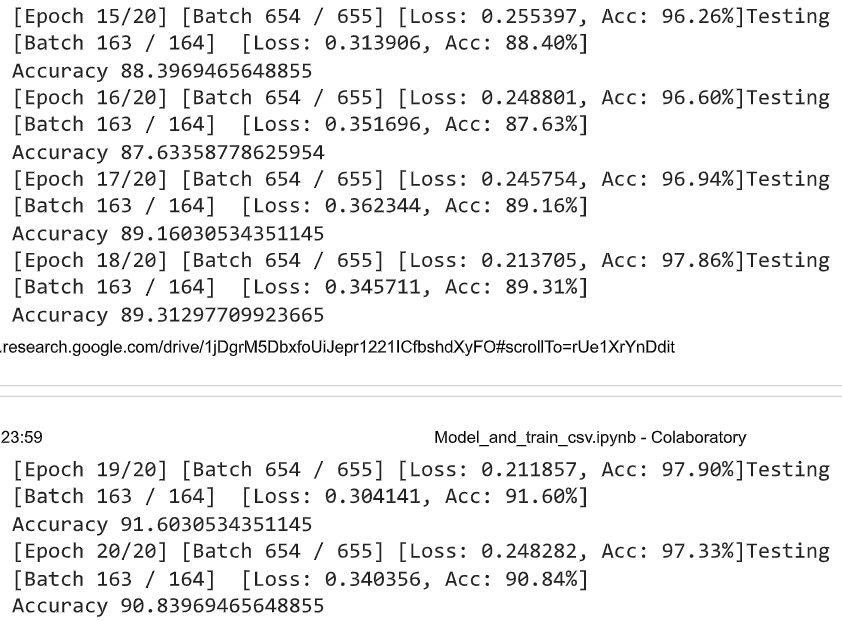 [Epoch 15/20] [Batch 654 / 655] [Loss: 0.255397, Acc: 96.26%]Testing
[Batch 163 / 164]  [Loss: 0.313906, Acc: 88.40%]
Accuracy 88.3969465648855
[Epoch 16/20] [Batch 654 / 655] [Loss: 0.248801, Acc: 96.60%]Testing
[Batch 163 / 164]  [Loss: 0.351696, Acc: 87.63%]
Accuracy 87.63358778625954
[Epoch 17/20] [Batch 654 / 655] [Loss: 0.245754, Acc: 96.94%]Testing
[Batch 163 / 164]  [Loss: 0.362344, Acc: 89.16%]
Accuracy 89.16030534351145
[Epoch 18/20] [Batch 654 / 655] [Loss: 0.213705, Acc: 97.86%]Testing
[Batch 163 / 164]  [Loss: 0.345711, Acc: 89.31%]
Accuracy 89.31297709923665
.research.google.com/drive/1jDgrM5DbxfoUiJepr1221ICfbshdXyFO#scrollTo=rUe1XrYnDdit
23:59 Model_and_train_csv.ipynb - Colaboratory
[Epoch 19/20] [Batch 654 / 655] [Loss: 0.211857, Acc: 97.90%]Testing
[Batch 163 / 164]  [Loss: 0.304141, Acc: 91.60%]
Accuracy 91.6030534351145
[Epoch 20/20] [Batch 654 / 655] [Loss: 0.248282, Acc: 97.33%]Testing
[Batch 163 / 164]  [Loss: 0.340356, Acc: 90.84%]
Accuracy 90.83969465648855